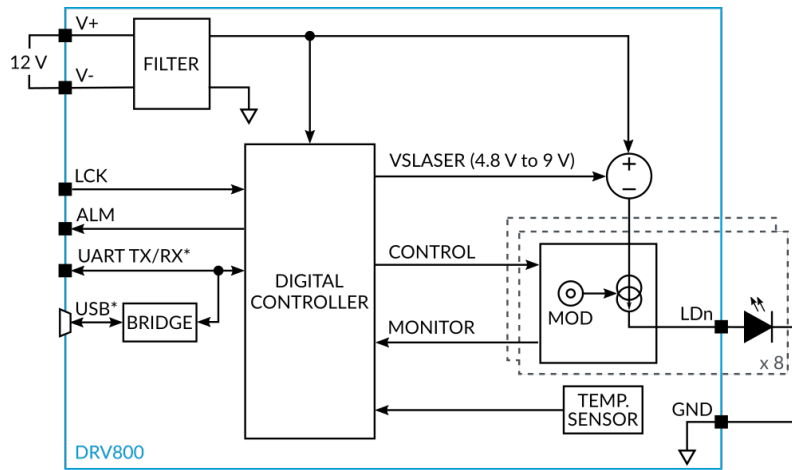 V+
12 V
V-
FILTER
LCK
ALM
UART TX/RX*
USB*
BRIDGE
DIGITAL
CONTROLLER
VSLASER (4.8 V to 9 V)
+
−
CONTROL
MOD
MONITOR
LDn
x 8
TEMP.
SENSOR
GND
DRV800